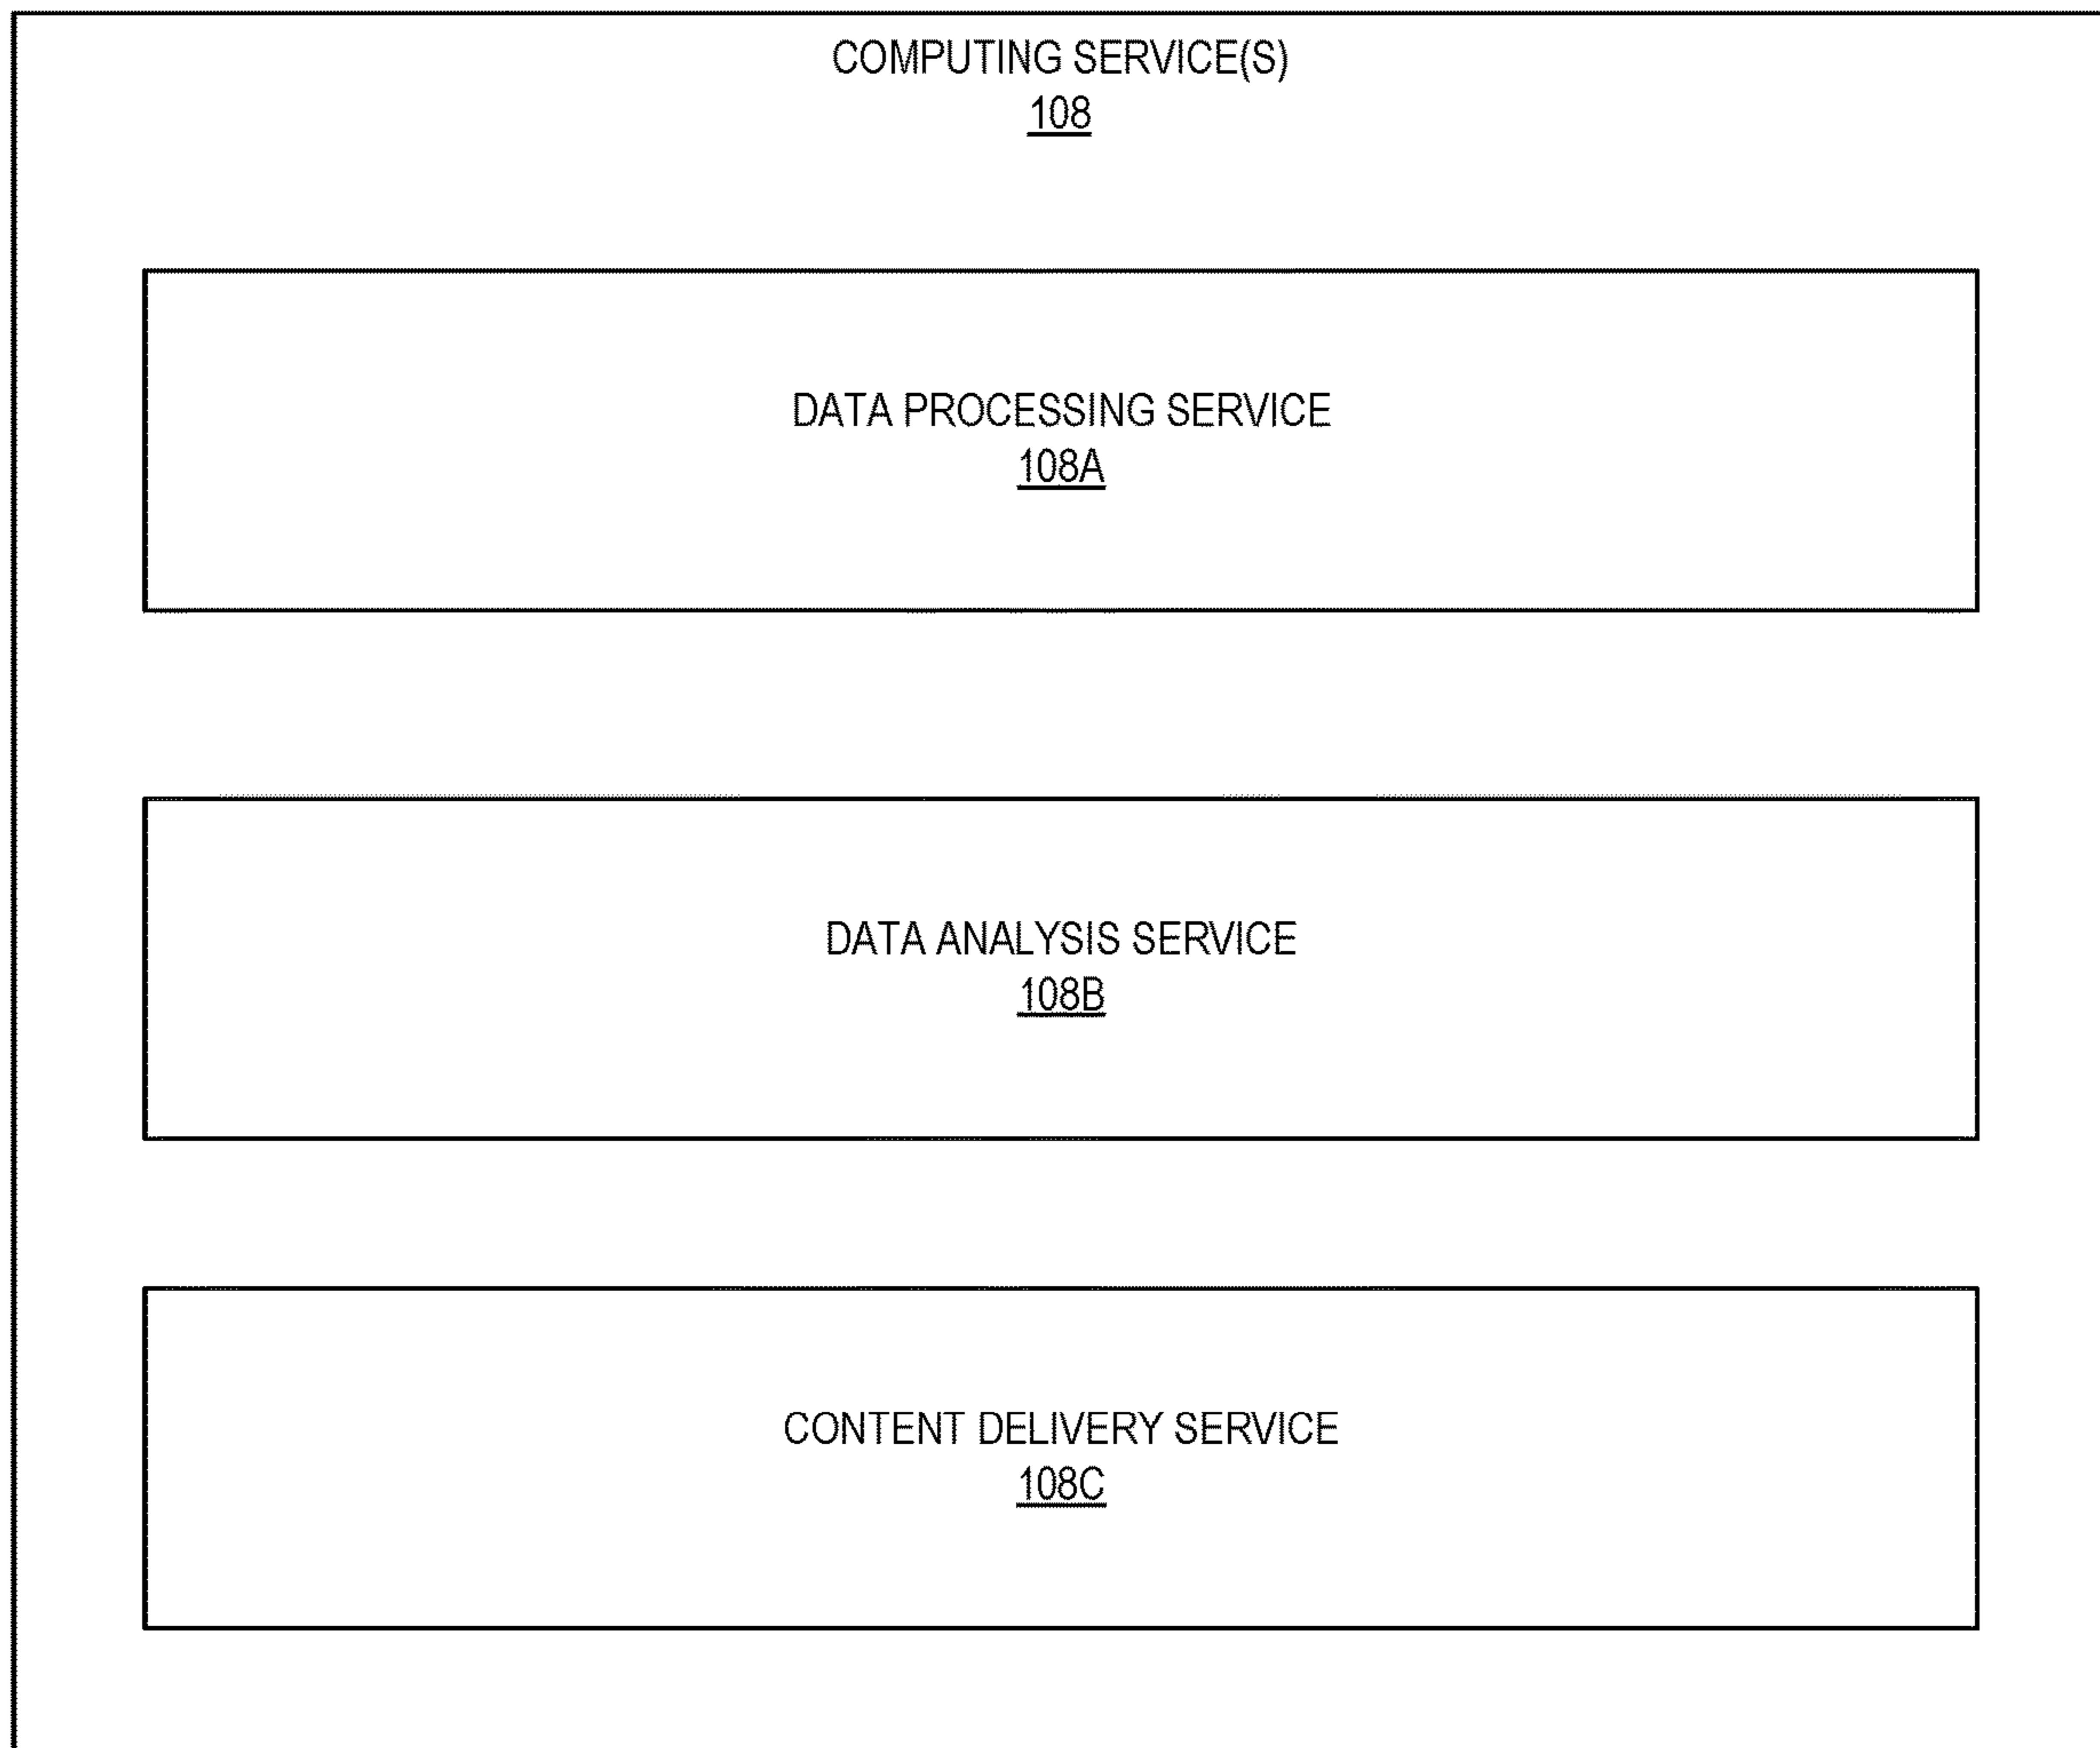 COMPUTING SERVICE(S)
108
DATA PROCESSING SERVICE
108A
DATA ANALYSIS SERVICE
108B
CONTENT DELIVERY SERVICE
108C